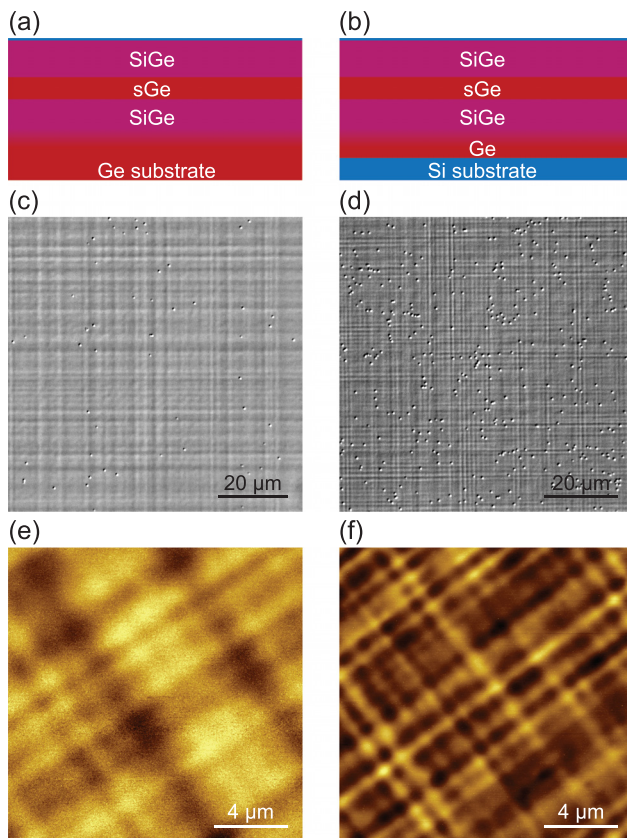 (a)
(b)
SiGe
sGe
SiGe
Ge substrate
SiGe
sGe
SiGe
Ge
Si substrate
(c)
(d)
20 µm
20 µm
(e)
(f)
4 µm
4 µm